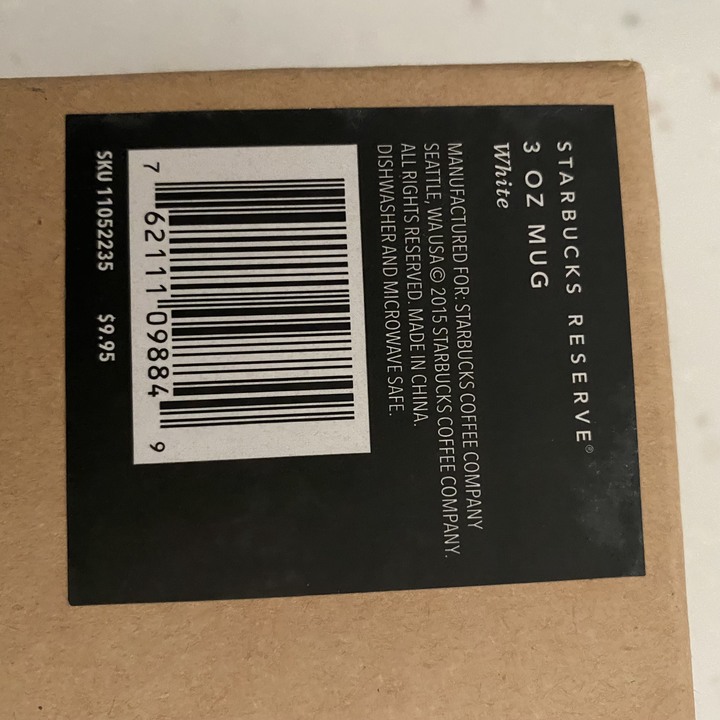 STARBUCKS RESERVE®
3 OZ MUG
White
MANUFACTURED FOR: STARBUCKS COFFEE COMPANY
SEATTLE, WA USA © 2015 STARBUCKS COFFEE COMPANY.
ALL RIGHTS RESERVED. MADE IN CHINA.
DISHWASHER AND MICROWAVE SAFE.
7 62111 09884 9
SKU 11052235 $9.95